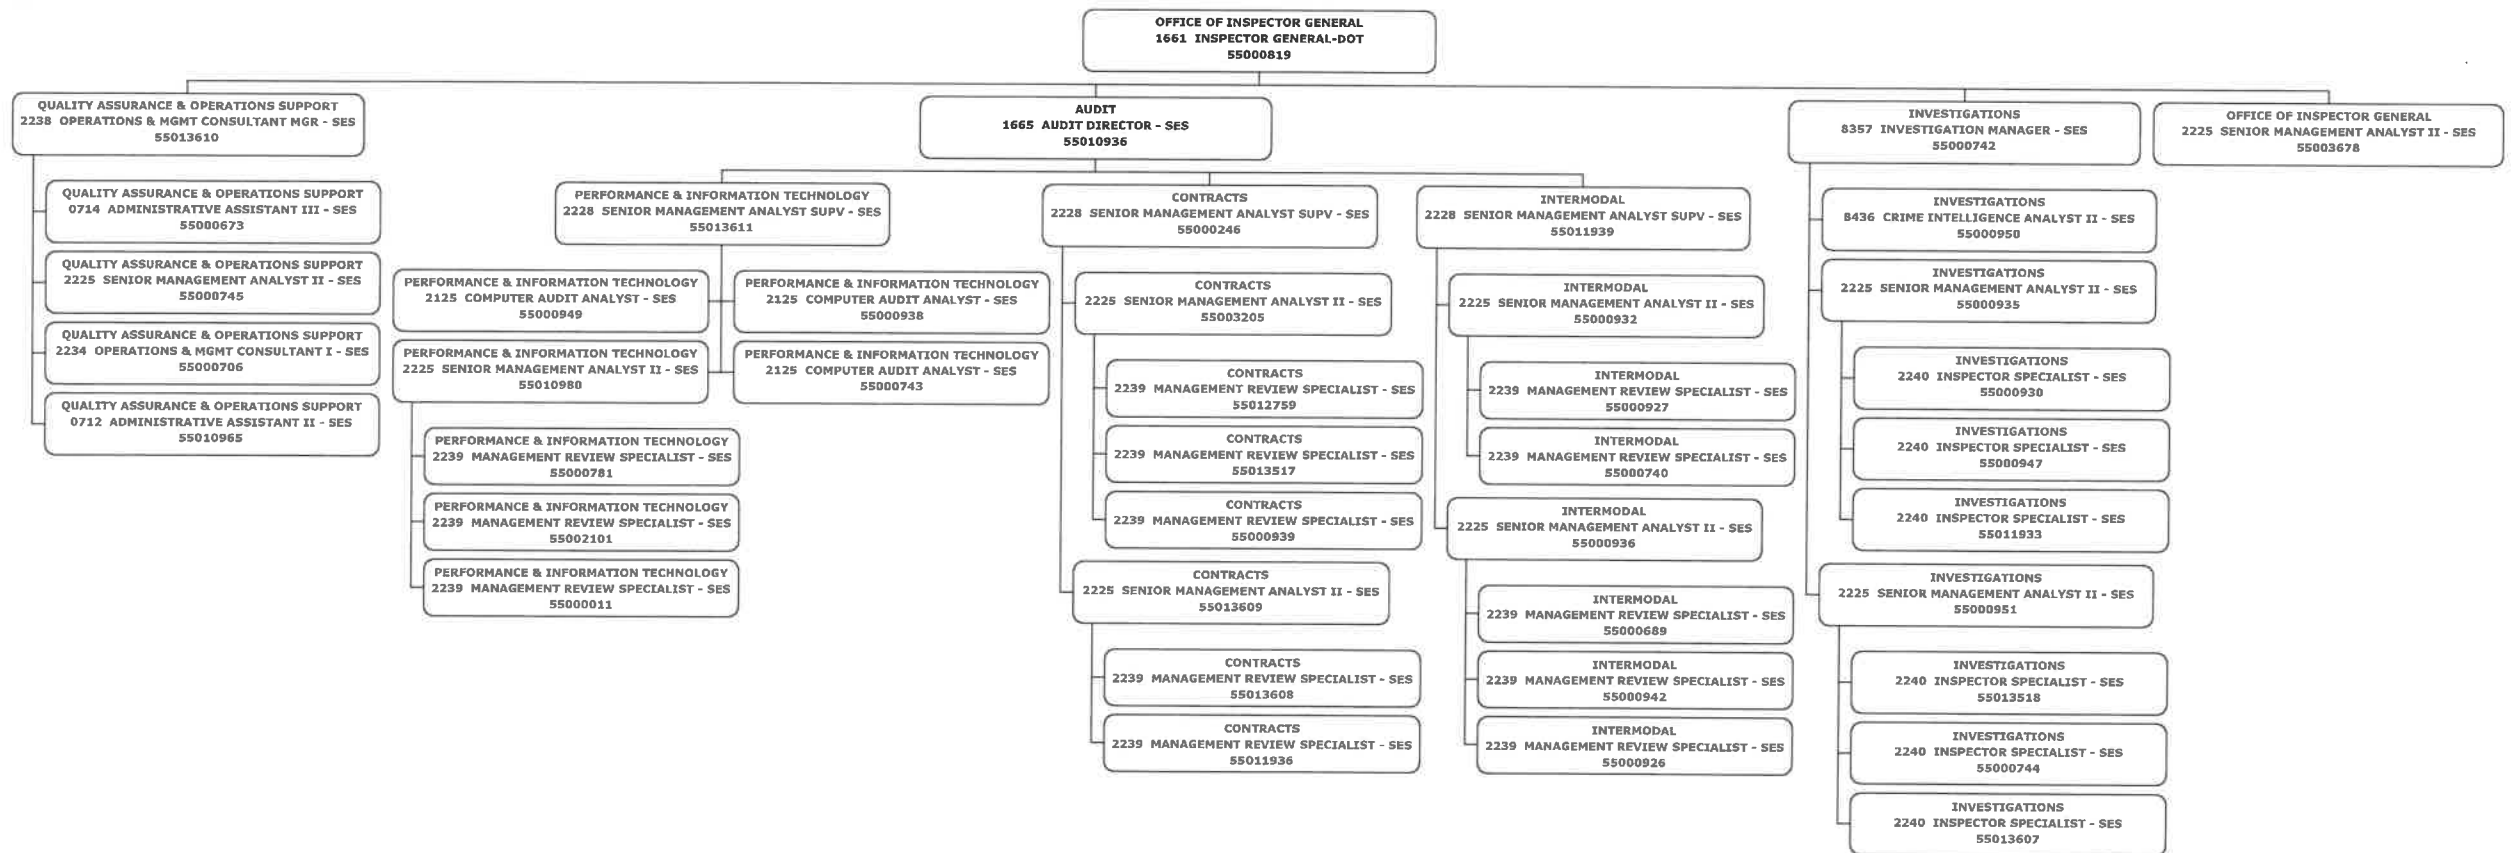 OFFICE OF INSPECTOR GENERAL
1661 INSPECTOR GENERAL-DOT
55000819
QUALITY ASSURANCE & OPERATIONS SUPPORT
2238 OPERATIONS & MGMT CONSULTANT MGR - SES
55013610
QUALITY ASSURANCE & OPERATIONS SUPPORT
0714 ADMINISTRATIVE ASSISTANT III - SES
55000673
QUALITY ASSURANCE & OPERATIONS SUPPORT
2225 SENIOR MANAGEMENT ANALYST II - SES
55000745
QUALITY ASSURANCE & OPERATIONS SUPPORT
2234 OPERATIONS & MGMT CONSULTANT I - SES
55000706
QUALITY ASSURANCE & OPERATIONS SUPPORT
0712 ADMINISTRATIVE ASSISTANT II - SES
55010965
AUDIT
1665 AUDIT DIRECTOR - SES
55010936
PERFORMANCE & INFORMATION TECHNOLOGY
2228 SENIOR MANAGEMENT ANALYST SUPV - SES
55013611
PERFORMANCE & INFORMATION TECHNOLOGY
2125 COMPUTER AUDIT ANALYST - SES
55000949
PERFORMANCE & INFORMATION TECHNOLOGY
2125 COMPUTER AUDIT ANALYST - SES
55000938
PERFORMANCE & INFORMATION TECHNOLOGY
2225 SENIOR MANAGEMENT ANALYST II - SES
55010980
PERFORMANCE & INFORMATION TECHNOLOGY
2125 COMPUTER AUDIT ANALYST - SES
55000743
PERFORMANCE & INFORMATION TECHNOLOGY
2239 MANAGEMENT REVIEW SPECIALIST - SES
55000781
PERFORMANCE & INFORMATION TECHNOLOGY
2239 MANAGEMENT REVIEW SPECIALIST - SES
55002101
PERFORMANCE & INFORMATION TECHNOLOGY
2239 MANAGEMENT REVIEW SPECIALIST - SES
55000011
CONTRACTS
2228 SENIOR MANAGEMENT ANALYST SUPV - SES
55000246
CONTRACTS
2225 SENIOR MANAGEMENT ANALYST II - SES
55003205
CONTRACTS
2239 MANAGEMENT REVIEW SPECIALIST - SES
55012759
CONTRACTS
2239 MANAGEMENT REVIEW SPECIALIST - SES
55013517
CONTRACTS
2239 MANAGEMENT REVIEW SPECIALIST - SES
55000939
CONTRACTS
2225 SENIOR MANAGEMENT ANALYST II - SES
55013609
CONTRACTS
2239 MANAGEMENT REVIEW SPECIALIST - SES
55013608
CONTRACTS
2239 MANAGEMENT REVIEW SPECIALIST - SES
55011936
INTERMODAL
2228 SENIOR MANAGEMENT ANALYST SUPV - SES
55011939
INTERMODAL
2225 SENIOR MANAGEMENT ANALYST II - SES
55000932
INTERMODAL
2239 MANAGEMENT REVIEW SPECIALIST - SES
55000927
INTERMODAL
2239 MANAGEMENT REVIEW SPECIALIST - SES
55000740
INTERMODAL
2225 SENIOR MANAGEMENT ANALYST II - SES
55000936
INTERMODAL
2239 MANAGEMENT REVIEW SPECIALIST - SES
55000689
INTERMODAL
2239 MANAGEMENT REVIEW SPECIALIST - SES
55000942
INTERMODAL
2239 MANAGEMENT REVIEW SPECIALIST - SES
55000926
INVESTIGATIONS
8357 INVESTIGATION MANAGER - SES
55000742
INVESTIGATIONS
8436 CRIME INTELLIGENCE ANALYST II - SES
55000950
INVESTIGATIONS
2225 SENIOR MANAGEMENT ANALYST II - SES
55000935
INVESTIGATIONS
2240 INSPECTOR SPECIALIST - SES
55000930
INVESTIGATIONS
2240 INSPECTOR SPECIALIST - SES
55000947
INVESTIGATIONS
2240 INSPECTOR SPECIALIST - SES
55011933
INVESTIGATIONS
2225 SENIOR MANAGEMENT ANALYST II - SES
55000951
INVESTIGATIONS
2240 INSPECTOR SPECIALIST - SES
55013518
INVESTIGATIONS
2240 INSPECTOR SPECIALIST - SES
55000744
INVESTIGATIONS
2240 INSPECTOR SPECIALIST - SES
55013607
OFFICE OF INSPECTOR GENERAL
2225 SENIOR MANAGEMENT ANALYST II - SES
55003678